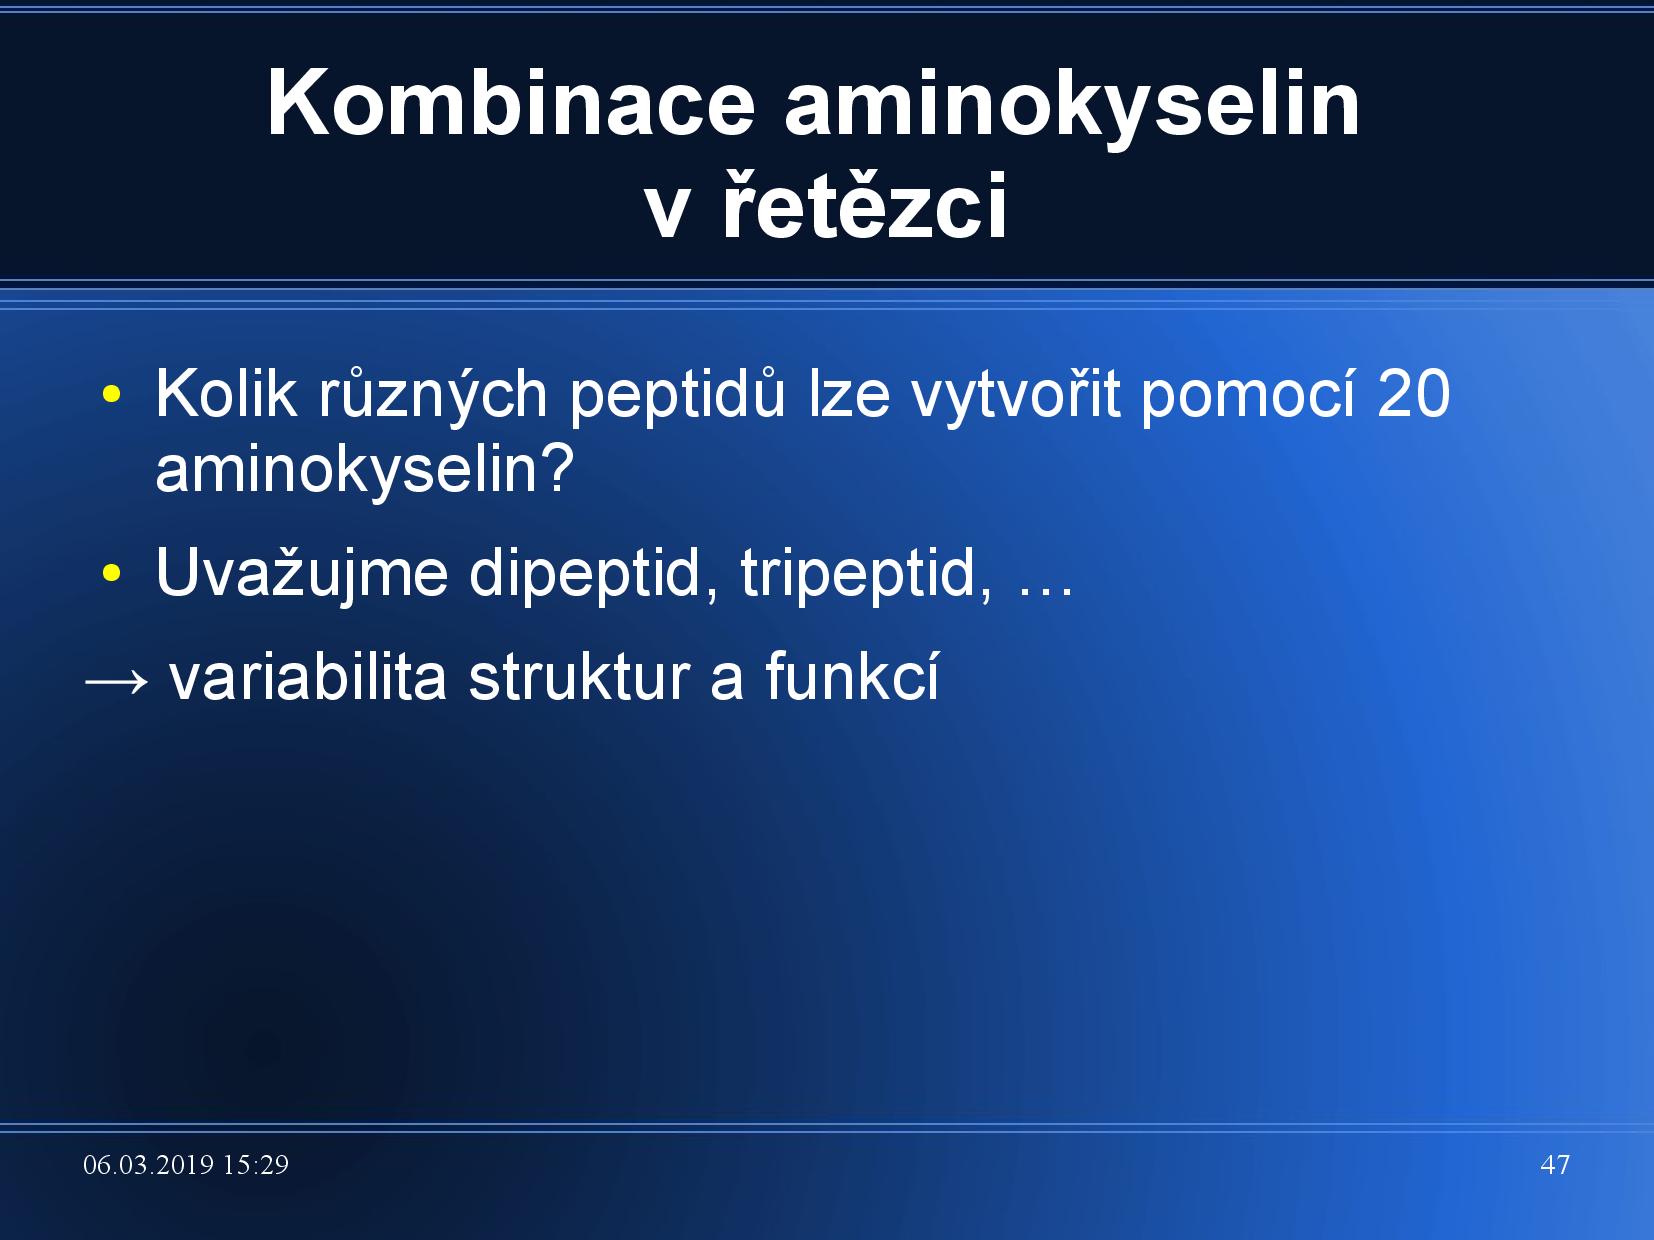 Kombinace aminokyselin
v řetězci
• Kolik různých peptidů lze vytvořit pomocí 20
aminokyselin?
• Uvažujme dipeptid, tripeptid, …
→ variabilita struktur a funkcí
06.03.2019 15:29
47